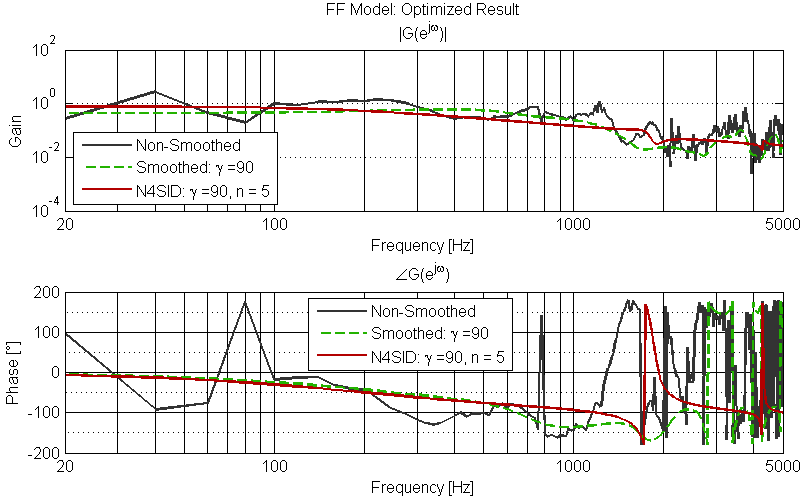 FF Model: Optimized Result
|G(e^jω)|
10^2
10^0
10^-2
10^-4
Gain
Non-Smoothed
Smoothed: γ =90
N4SID: γ =90, n = 5
20 100 1000 5000
Frequency [Hz]
∠G(e^jω)
200
100
0
-100
-200
Phase [°]
Non-Smoothed
Smoothed: γ =90
N4SID: γ =90, n = 5
20 100 1000 5000
Frequency [Hz]